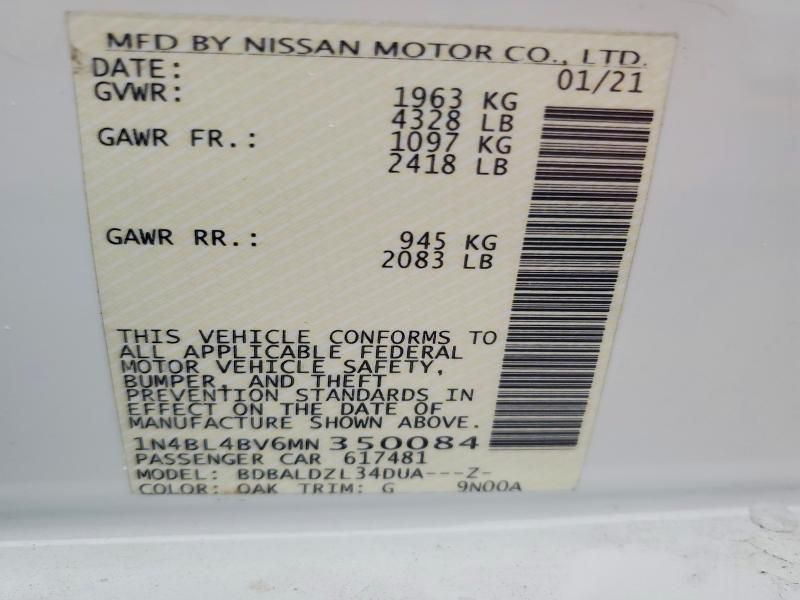 MFD BY NISSAN MOTOR CO., LTD.
DATE: 01/21
GVWR: 1963 KG
4328 LB
GAWR FR.: 1097 KG
2418 LB
GAWR RR.: 945 KG
2083 LB
THIS VEHICLE CONFORMS TO
ALL APPLICABLE FEDERAL
MOTOR VEHICLE SAFETY,
BUMPER, AND THEFT
PREVENTION STANDARDS IN
EFFECT ON THE DATE OF
MANUFACTURE SHOWN ABOVE.
1N4BL4BV6MN350084
PASSENGER CAR 617481
MODEL: BDBALDZL34DUA---Z-
COLOR: QAK TRIM: G 9N00A